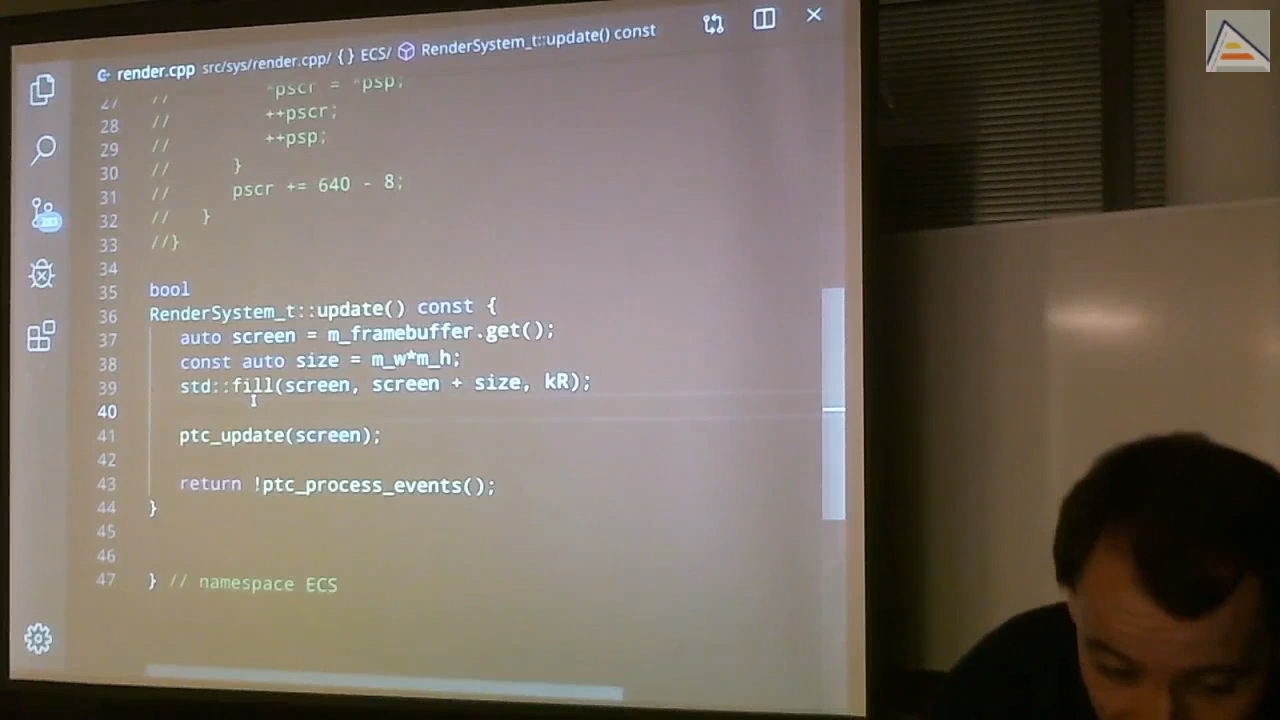 render.cpp src/sys/render.cpp/ { } ECS/ RenderSystem_t::update() const
27 // *pscr = *psp;
28 // ++pscr;
29 // ++psp;
30 // }
31 // pscr += 640 - 8;
32 // }
33 //}
34
35 bool
36 RenderSystem_t::update() const {
37 auto screen = m_framebuffer.get();
38 const auto size = m_w*m_h;
39 std::fill(screen, screen + size, kR);
40
41 ptc_update(screen);
42
43 return !ptc_process_events();
44 }
45
46
47 } // namespace ECS